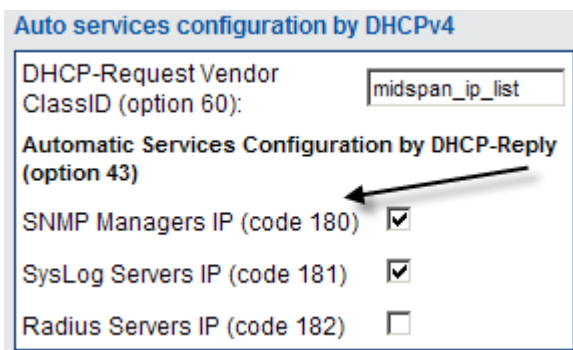 Auto services configuration by DHCPv4
DHCP-Request Vendor
ClassID (option 60):
midspan_ip_list
Automatic Services Configuration by DHCP-Reply
(option 43)
SNMP Managers IP (code 180)
SysLog Servers IP (code 181)
Radius Servers IP (code 182)